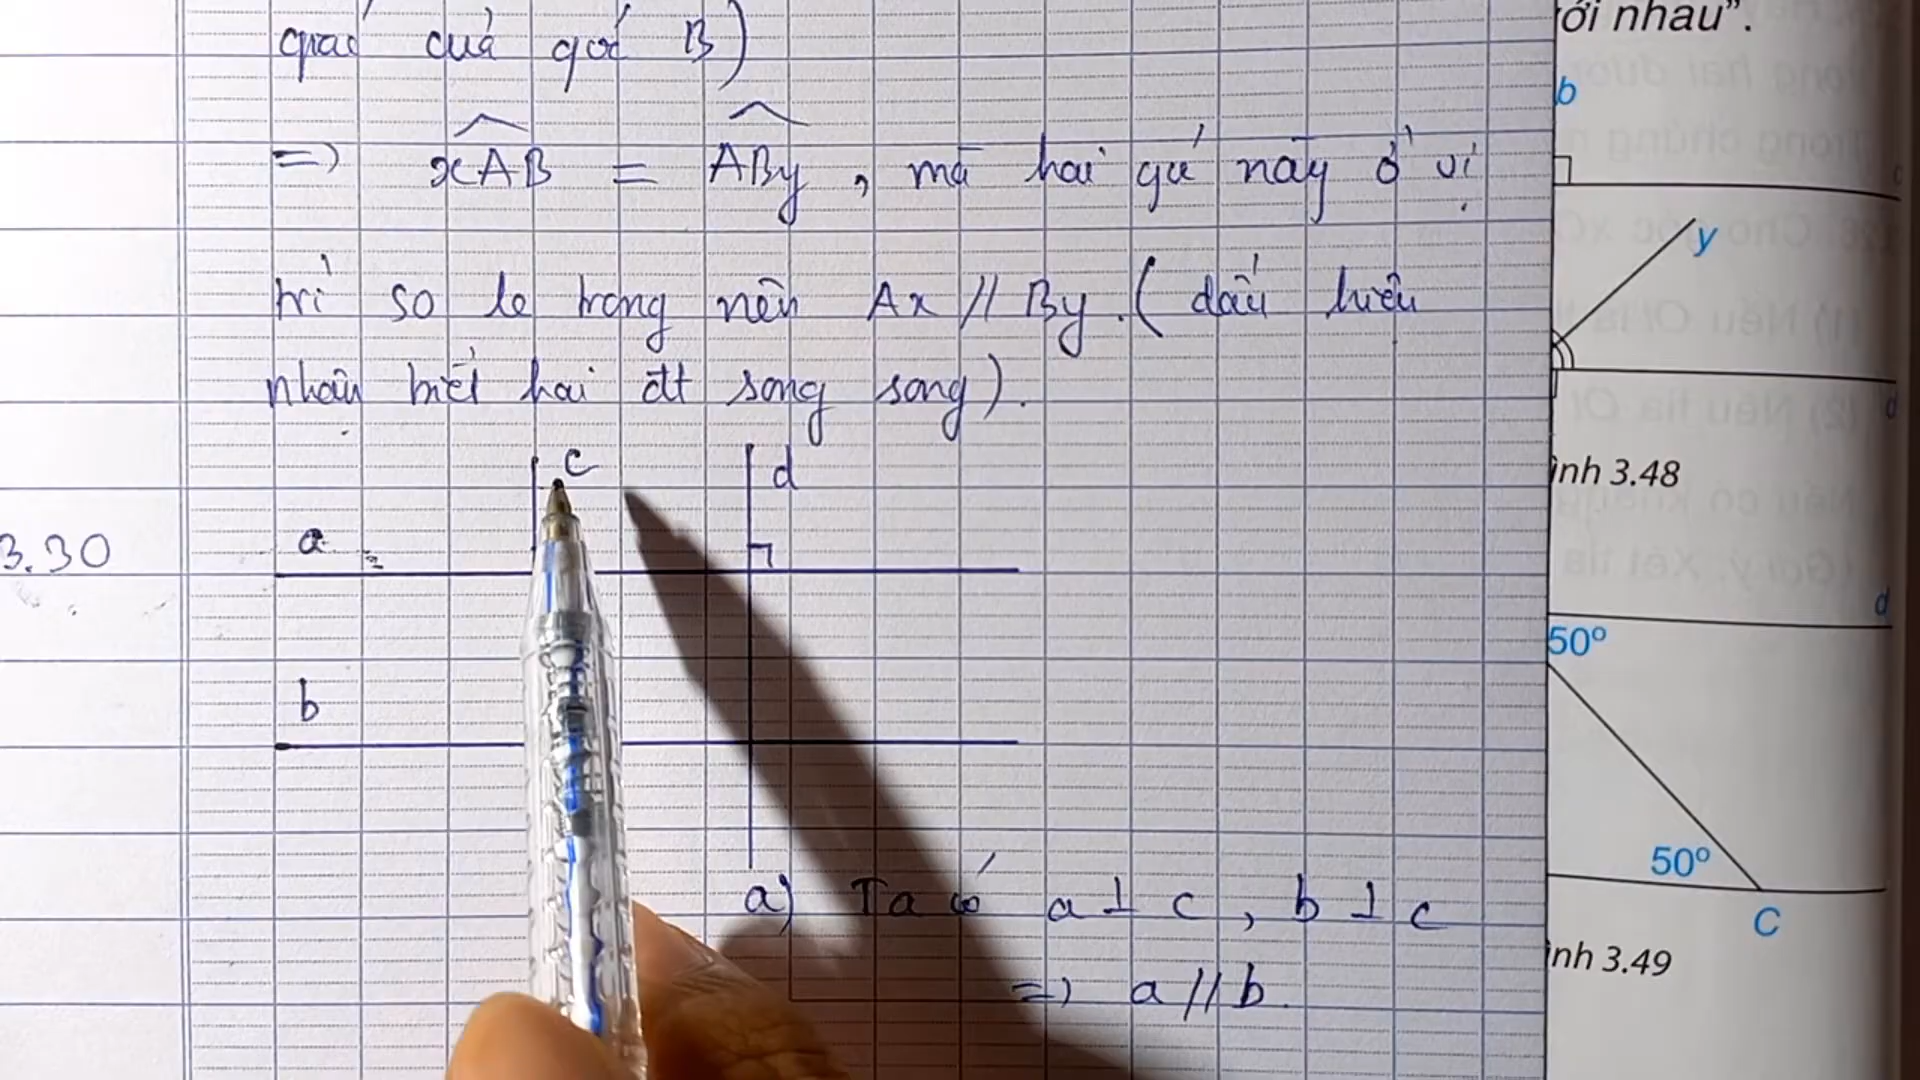 giác của góc B)
=> xAB = ABy , mà hai góc này ở vị
trí so le trong nên Ax // By . ( dấu hiệu
nhận biết hai đt song song ) .
c
d
3.30
a
b
a) Ta có a ⊥ c , b ⊥ c
=> a // b .
ới nhau”.
b
y
d
ình 3.48
d
50°
50°
C
ình 3.49